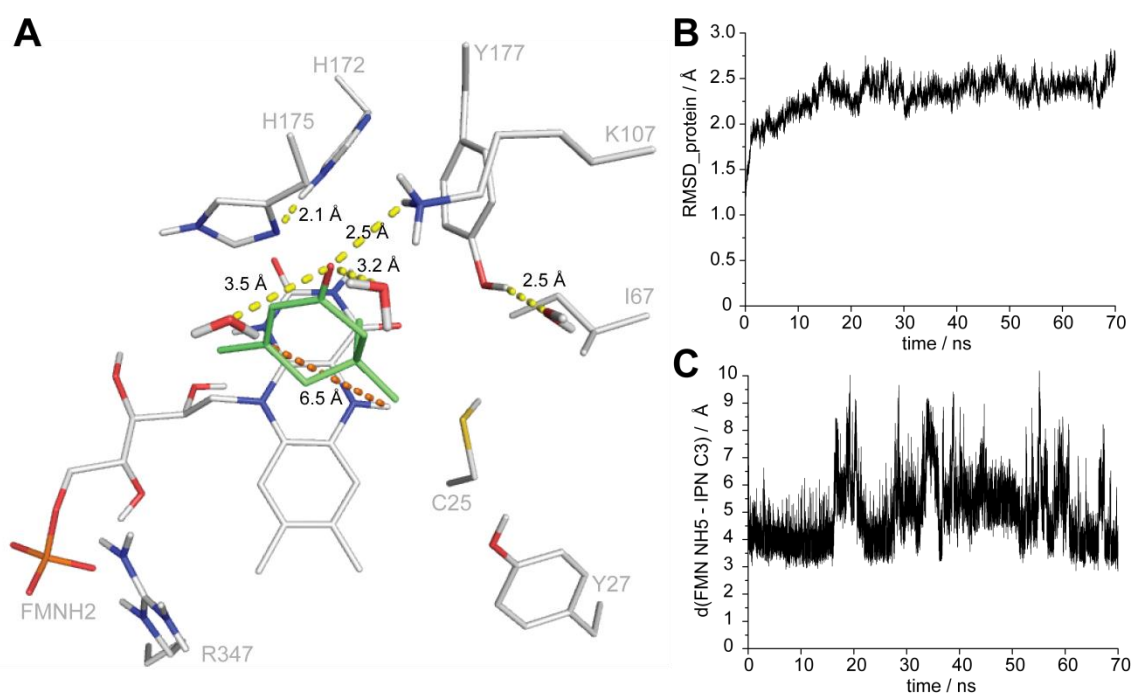 A
H172
Y177
H175
K107
2.1 Å
2.5 Å
3.2 Å
3.5 Å
2.5 Å
I67
6.5 Å
C25
FMNH2
Y27
R347
B
3.0
2.5
2.0
1.5
1.0
0.5
0
RMSD_protein / Å
0 10 20 30 40 50 60 70
time / ns
C
10
9
8
7
6
5
4
3
2
1
0
d(FMN NH5 - IPN C3) / Å
0 10 20 30 40 50 60 70
time / ns